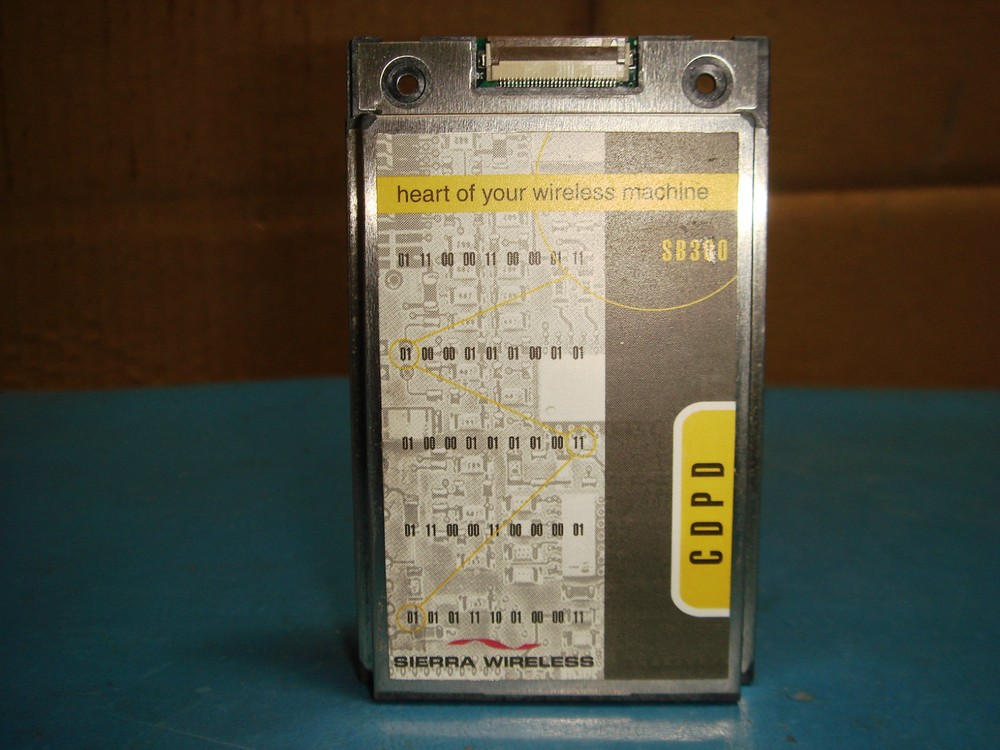 heart of your wireless machine
SB300
01 11 00 00 11 00 00 01 11
01 00 00 01 01 01 00 01 01
01 00 00 01 01 01 01 00 11
01 11 00 00 11 00 00 00 01
CDPD
01 01 01 11 10 01 00 00 11
SIERRA WIRELESS